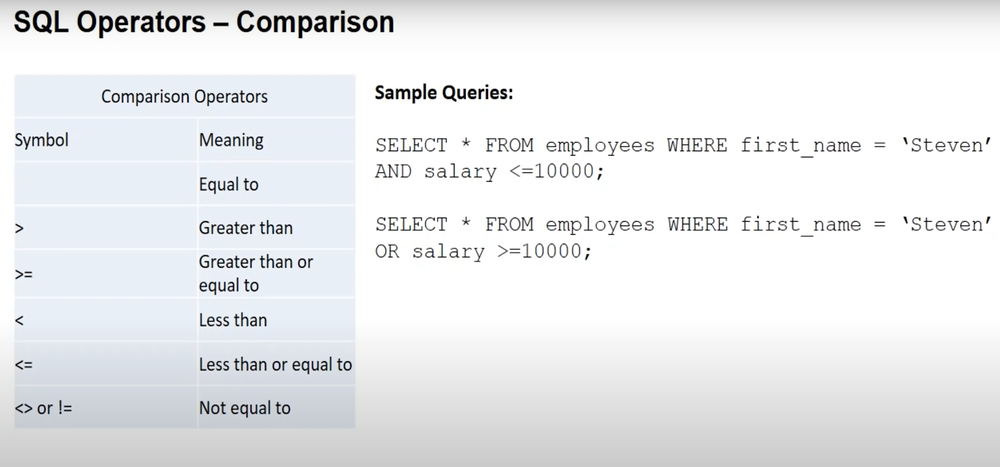 SQL Operators – Comparison
Comparison Operators
Symbol Meaning
Equal to
> Greater than
>= Greater than or
equal to
< Less than
<= Less than or equal to
<> or != Not equal to
Sample Queries:
SELECT * FROM employees WHERE first_name = ‘Steven’
AND salary <=10000;
SELECT * FROM employees WHERE first_name = ‘Steven’
OR salary >=10000;